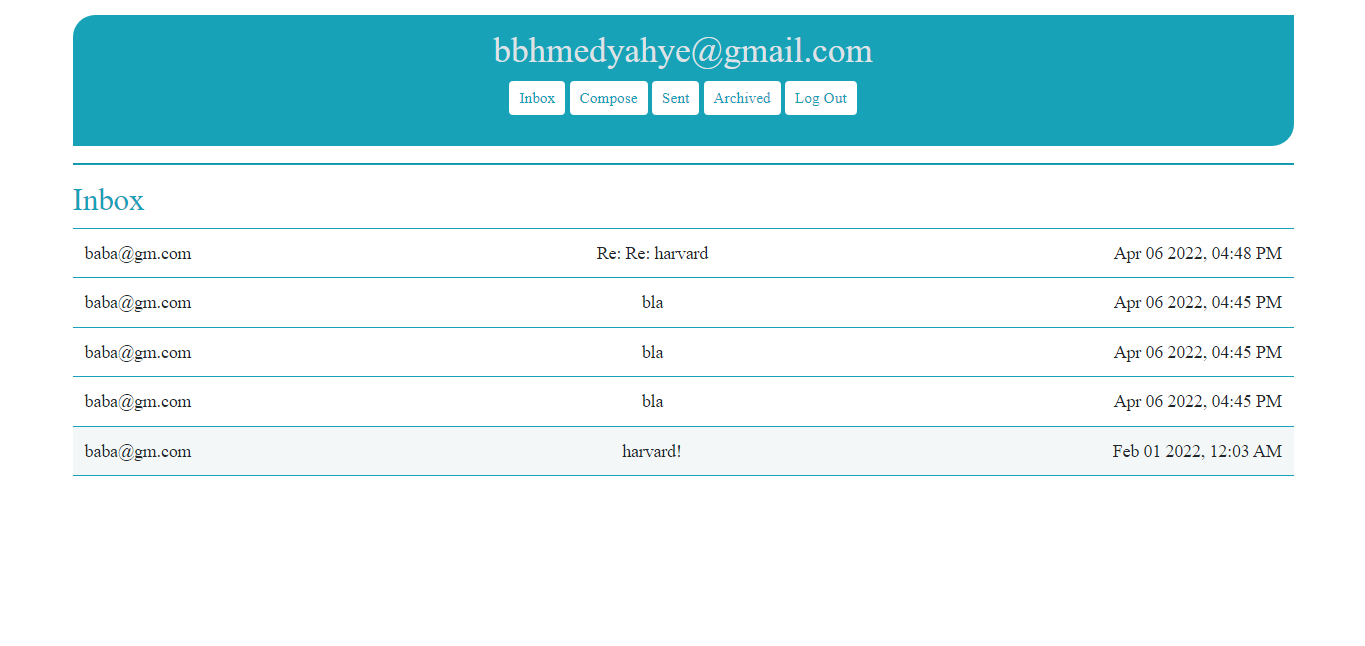 bbhmedyahye@gmail.com
Inbox Compose Sent Archived Log Out
Inbox
baba@gm.com Re: Re: harvard Apr 06 2022, 04:48 PM
baba@gm.com bla Apr 06 2022, 04:45 PM
baba@gm.com bla Apr 06 2022, 04:45 PM
baba@gm.com bla Apr 06 2022, 04:45 PM
baba@gm.com harvard! Feb 01 2022, 12:03 AM